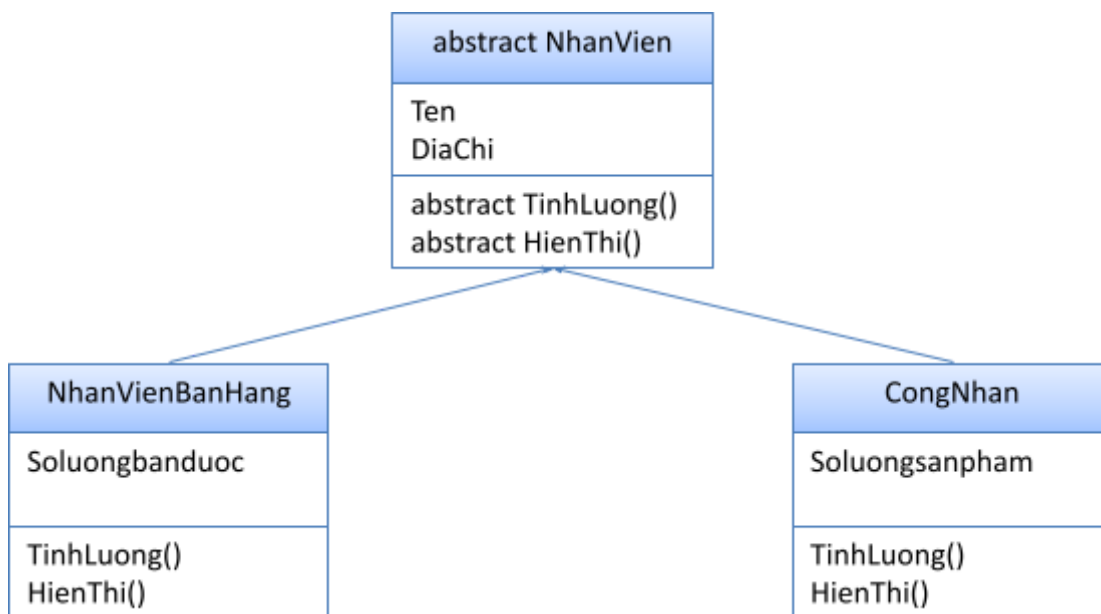 abstract NhanVien
Ten
DiaChi
abstract TinhLuong()
abstract HienThi()
NhanVienBanHang
Soluongbanduoc
TinhLuong()
HienThi()
CongNhan
Soluongsanpham
TinhLuong()
HienThi()